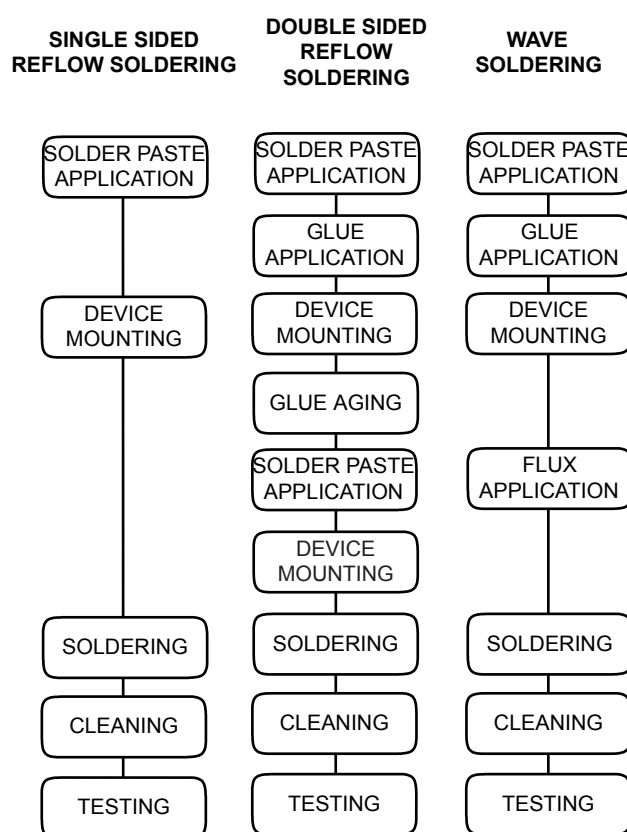 SINGLE SIDED
REFLOW SOLDERING
SOLDER PASTE
APPLICATION
DEVICE
MOUNTING
SOLDERING
CLEANING
TESTING
DOUBLE SIDED
REFLOW
SOLDERING
SOLDER PASTE
APPLICATION
GLUE
APPLICATION
DEVICE
MOUNTING
GLUE AGING
SOLDER PASTE
APPLICATION
DEVICE
MOUNTING
SOLDERING
CLEANING
TESTING
WAVE
SOLDERING
SOLDER PASTE
APPLICATION
GLUE
APPLICATION
DEVICE
MOUNTING
FLUX
APPLICATION
SOLDERING
CLEANING
TESTING